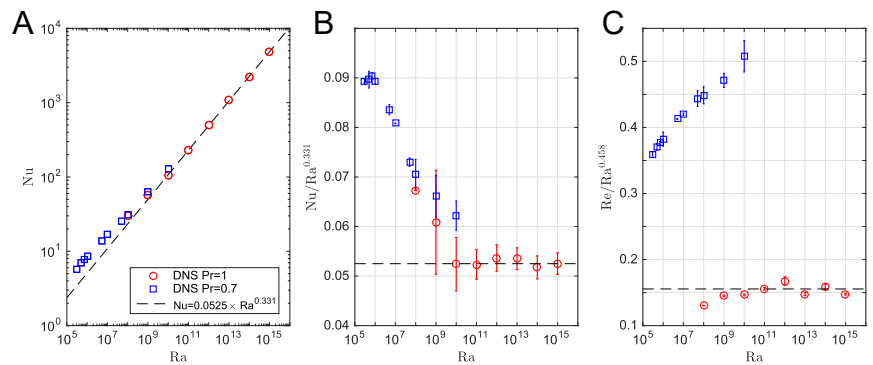 A
Nu
10^4
10^3
10^2
10^1
10^0
10^5 10^7 10^9 10^11 10^13 10^15
Ra
DNS Pr=1
DNS Pr=0.7
Nu=0.0525× Ra^0.331
B
Nu/Ra^0.331
0.09
0.08
0.07
0.06
0.05
0.04
10^5 10^7 10^9 10^11 10^13 10^15
Ra
C
Re/Ra^0.458
0.5
0.4
0.3
0.2
0.1
10^5 10^7 10^9 10^11 10^13 10^15
Ra